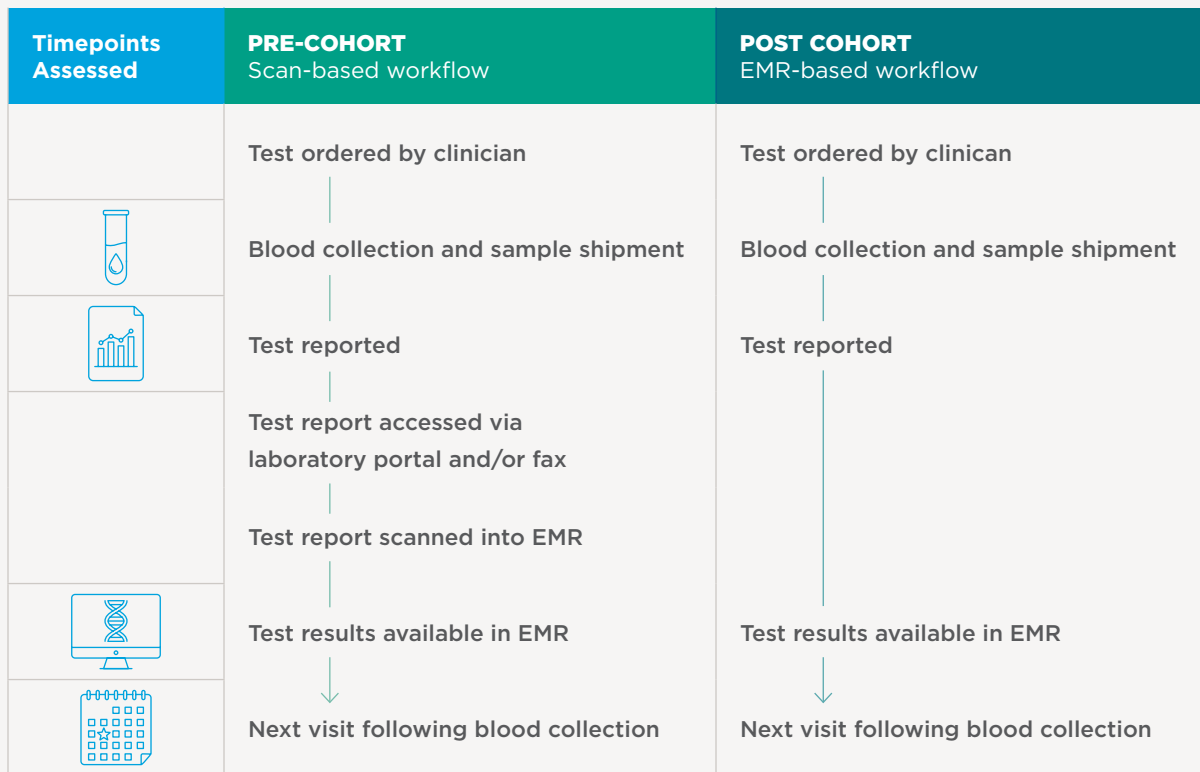 Timepoints
Assessed
PRE-COHORT
Scan-based workflow
POST COHORT
EMR-based workflow
Test ordered by clinician
Test ordered by clinican
Blood collection and sample shipment
Blood collection and sample shipment
Test reported
Test reported
Test report accessed via
laboratory portal and/or fax
Test report scanned into EMR
Test results available in EMR
Test results available in EMR
Next visit following blood collection
Next visit following blood collection